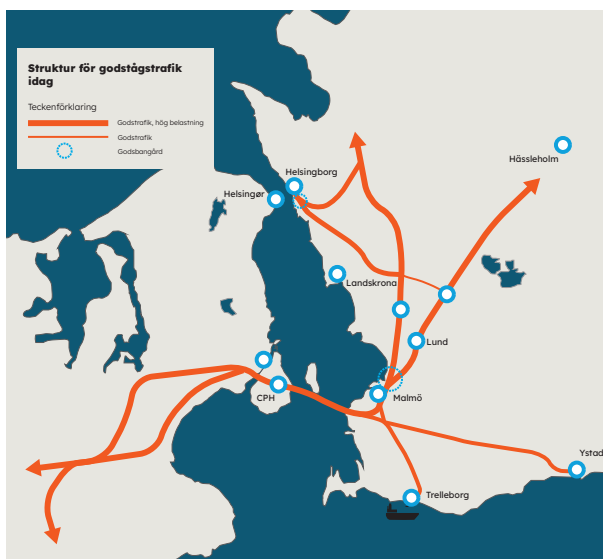 Struktur för godstågstrafik
idag
Teckenförklaring
Godstrafik, hög belastning
Godstrafik
Godsbangård
Hässleholm
Helsingborg
Helsingør
Landskrona
Lund
CPH
Malmö
Ystad
Trelleborg